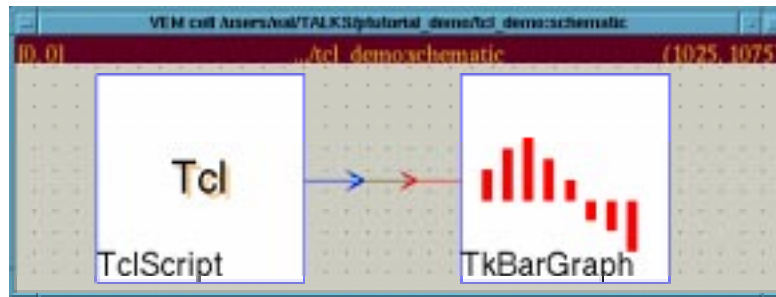 VEM cell /users/eal/TALKS/ptutorial_demo/tcl_demo:schematic
[0, 0] .../tcl_demo:schematic (1025, 1075
Tcl
TclScript
TkBarGraph